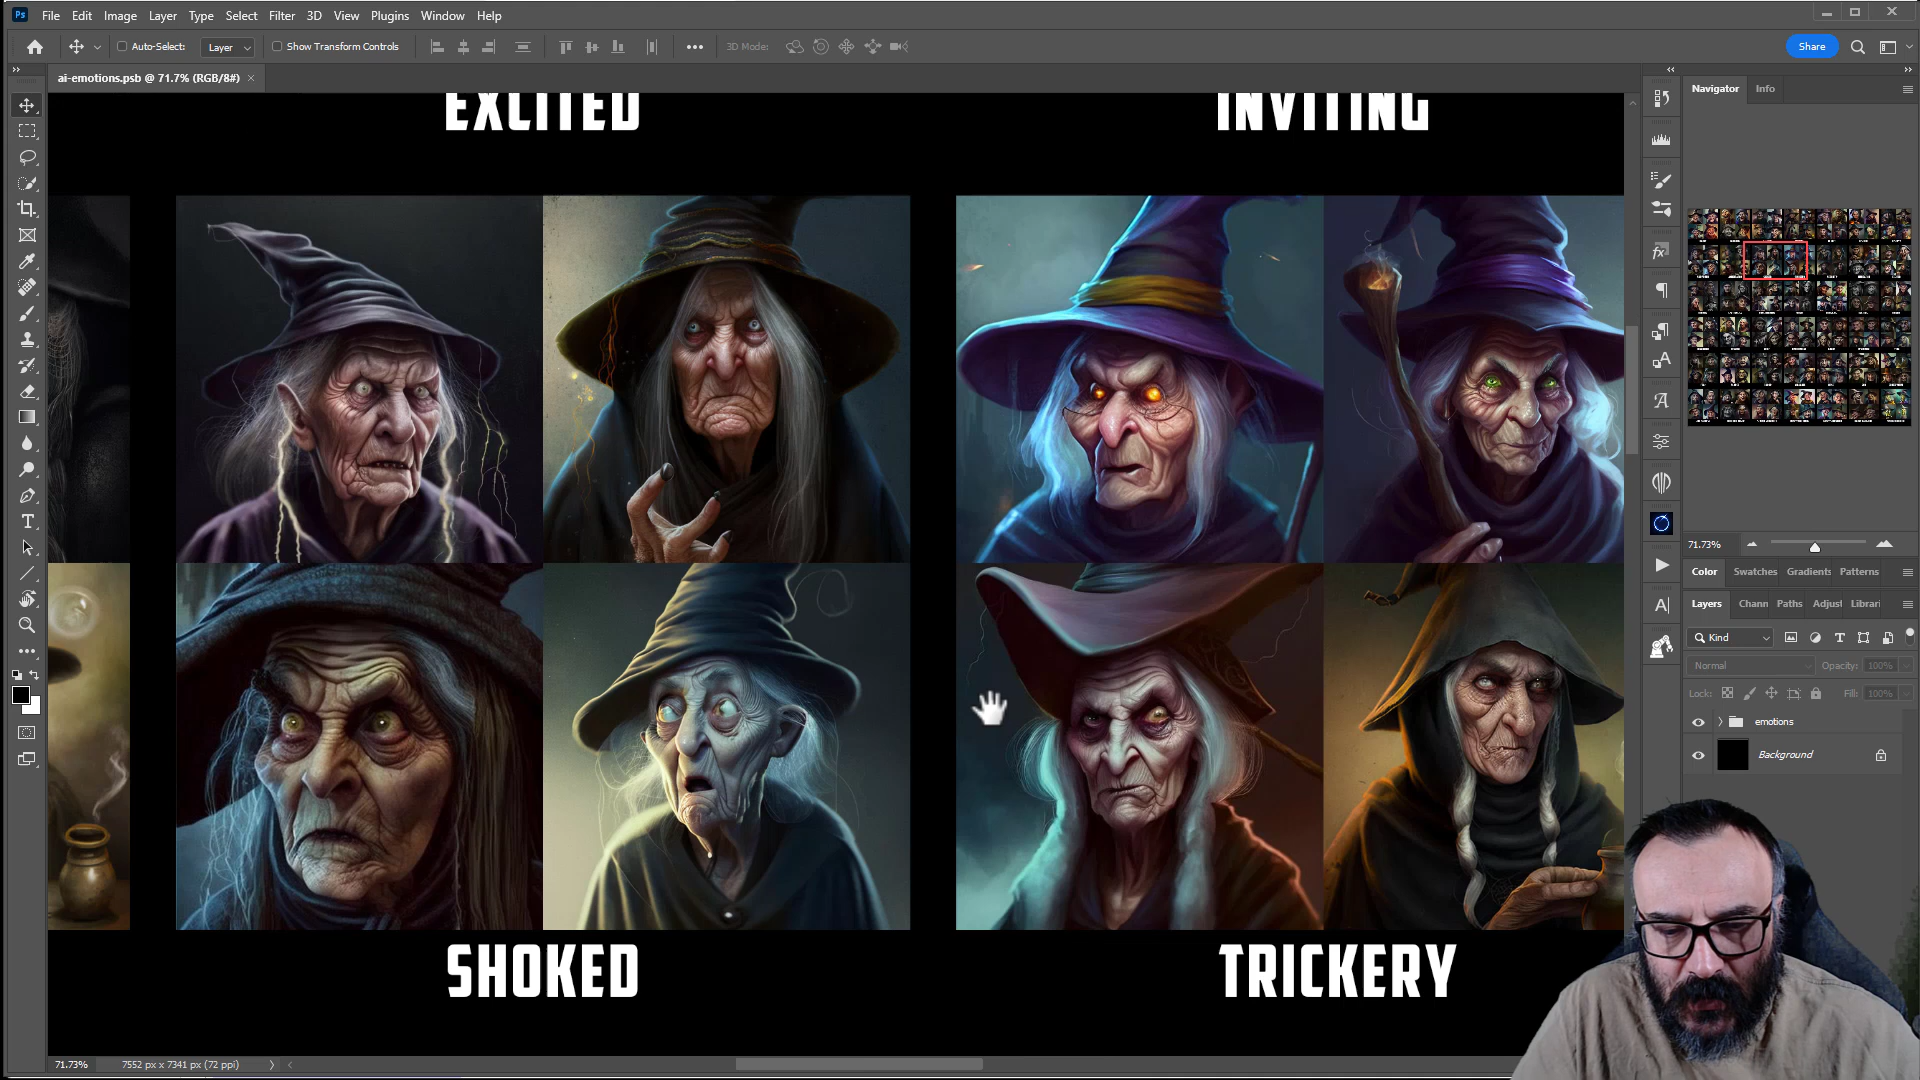 Ps File Edit Image Layer Type Select Filter 3D View Plugins Window Help
Auto-Select: Layer Show Transform Controls 3D Mode: Share
ai-emotions.psb @ 71.7% (RGB/8#)
Navigator Info
EXCITED INVITING
fx
71.73%
Color Swatches Gradients Patterns
Layers Chann Paths Adjust Librari
Kind
Normal Opacity: 100%
Lock: Fill: 100%
emotions
Background
SHOKED TRICKERY
71.73% 7552 px x 7341 px (72 ppi)